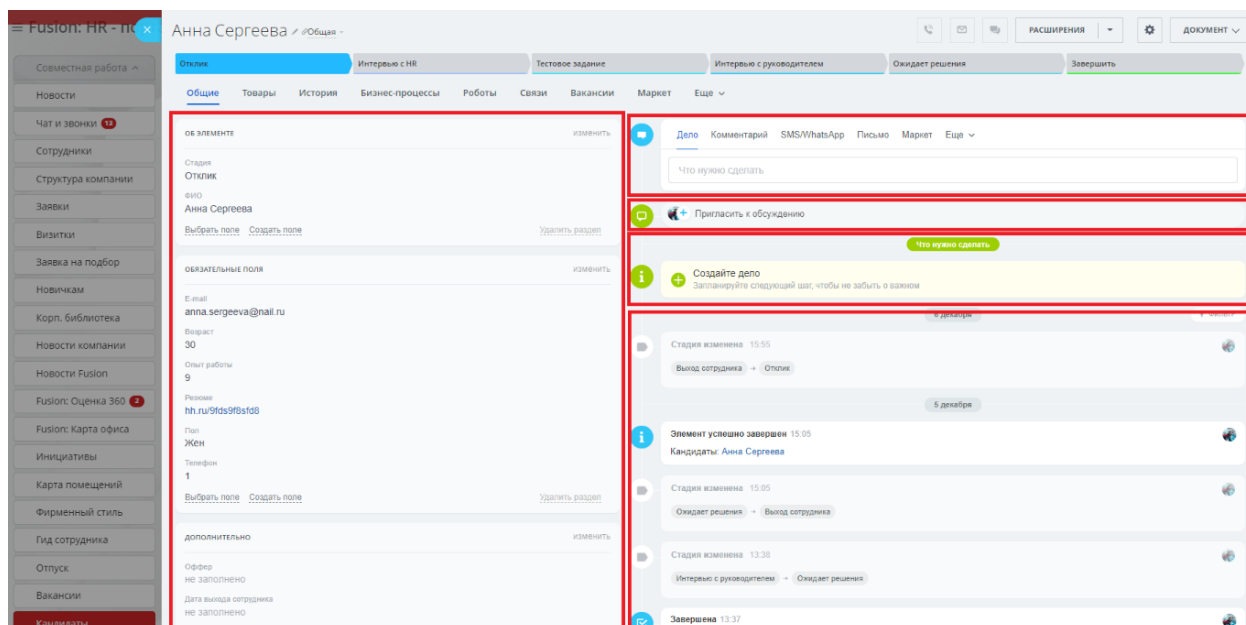 Fusion: HR - по
Совместная работа
Новости
Чат и звонки 13
Сотрудники
Структура компании
Заявки
Визитки
Заявка на подбор
Новичкам
Корп. библиотека
Новости компании
Новости Fusion
Fusion: Оценка 360 2
Fusion: Карта офиса
Инициативы
Карта помещений
Фирменный стиль
Гид сотрудника
Отпуск
Вакансии
Кандидаты
Анна Сергеева Общая
РАСШИРЕНИЯ ДОКУМЕНТ
Отклик Интервью с HR Тестовое задание Интервью с руководителем Ожидает решения Завершить
Общие Товары История Бизнес-процессы Роботы Связи Вакансии Маркет Еще
ОБ ЭЛЕМЕНТЕ изменить
Стадия
Отклик
ФИО
Анна Сергеева
Выбрать поле Создать поле Удалить раздел
ОБЯЗАТЕЛЬНЫЕ ПОЛЯ изменить
E-mail
anna.sergeeva@nail.ru
Возраст
30
Опыт работы
9
Резюме
hh.ru/9fds9f8sfd8
Пол
Жен
Телефон
1
Выбрать поле Создать поле Удалить раздел
ДОПОЛНИТЕЛЬНО изменить
Оффер
не заполнено
Дата выхода сотрудника
не заполнено
Дело Комментарий SMS/WhatsApp Письмо Маркет Еще
Что нужно сделать
Пригласить к обсуждению
Что нужно сделать
Создайте дело
Запланируйте следующий шаг, чтобы не забыть о важном
6 декабря
Стадия изменена 15:55
Выход сотрудника → Отклик
5 декабря
Элемент успешно завершен 15:05
Кандидаты: Анна Сергеева
Стадия изменена 15:05
Ожидает решения → Выход сотрудника
Стадия изменена 13:38
Интервью с руководителем → Ожидает решения
Завершена 13:37